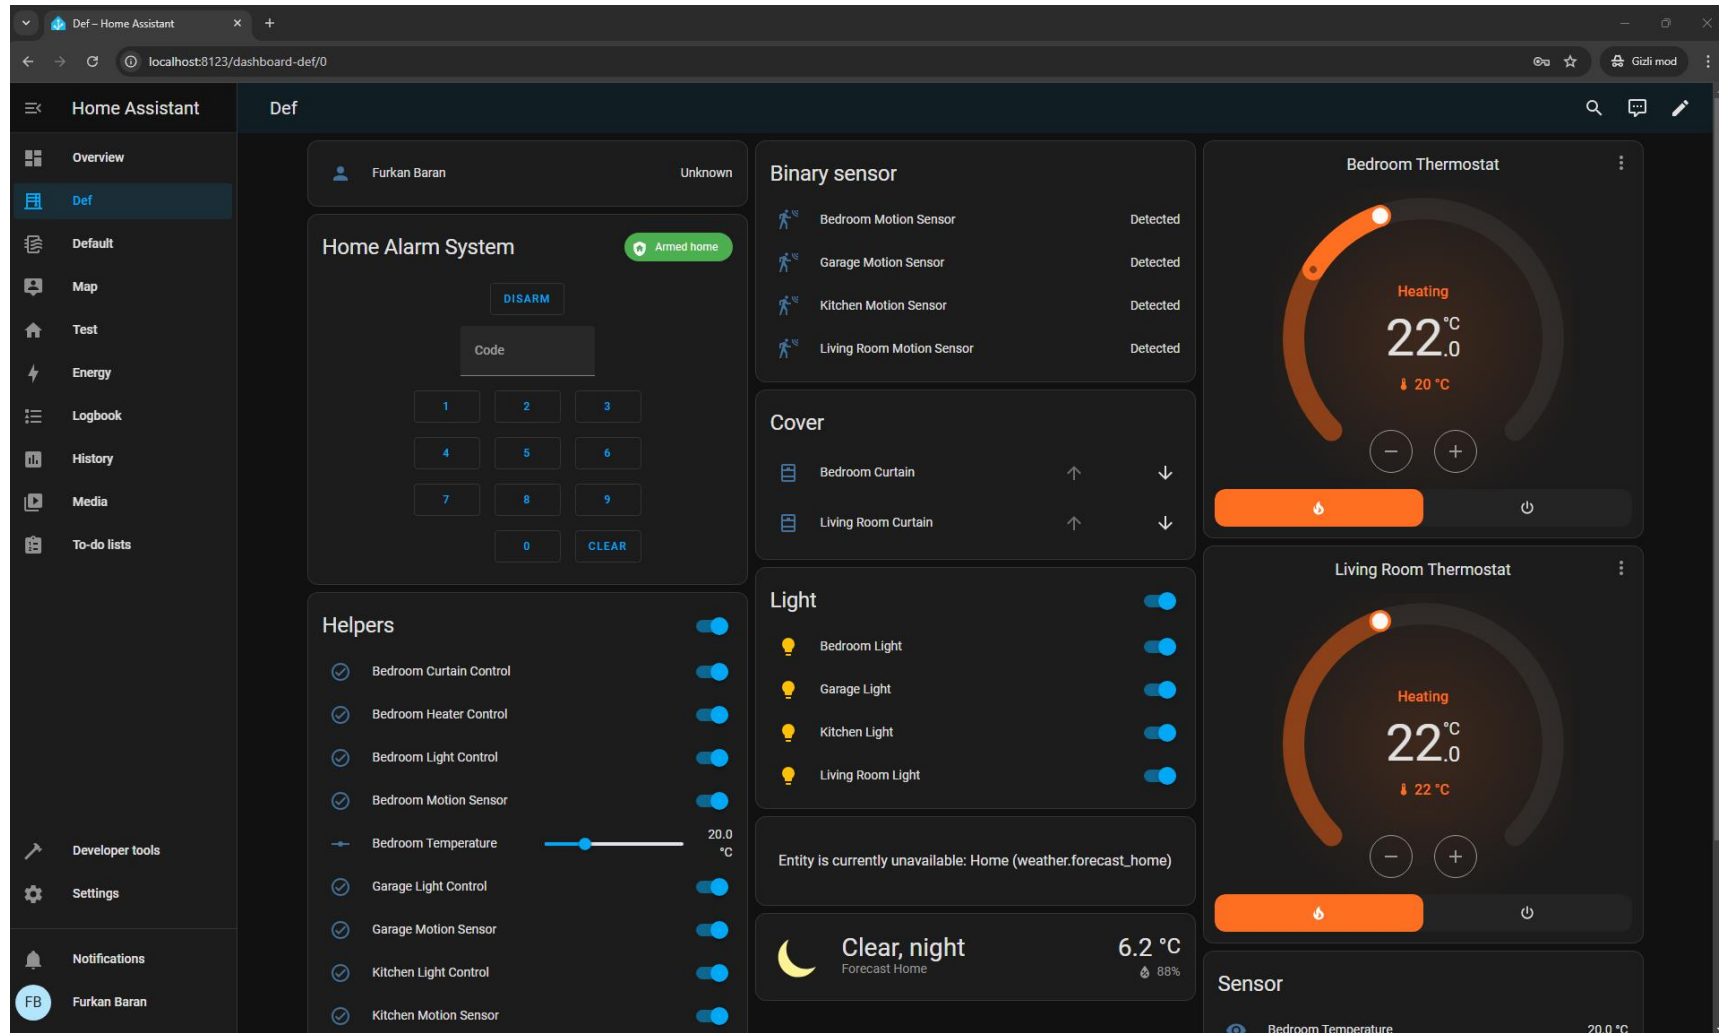 Def – Home Assistant
localhost:8123/dashboard-def/0
Gizli mod
Home Assistant
Def
Overview
Def
Default
Map
Test
Energy
Logbook
History
Media
To-do lists
Developer tools
Settings
Notifications
FB
Furkan Baran
Furkan Baran
Unknown
Home Alarm System
Armed home
DISARM
Code
1 2 3
4 5 6
7 8 9
0 CLEAR
Helpers
Bedroom Curtain Control
Bedroom Heater Control
Bedroom Light Control
Bedroom Motion Sensor
Bedroom Temperature
20.0
°C
Garage Light Control
Garage Motion Sensor
Kitchen Light Control
Kitchen Motion Sensor
Binary sensor
Bedroom Motion Sensor Detected
Garage Motion Sensor Detected
Kitchen Motion Sensor Detected
Living Room Motion Sensor Detected
Cover
Bedroom Curtain
Living Room Curtain
Light
Bedroom Light
Garage Light
Kitchen Light
Living Room Light
Entity is currently unavailable: Home (weather.forecast_home)
Clear, night 6.2 °C
Forecast Home 88%
Bedroom Thermostat
Heating
22.0 °C
20 °C
Living Room Thermostat
Heating
22.0 °C
22 °C
Sensor
Bedroom Temperature 20.0 °C